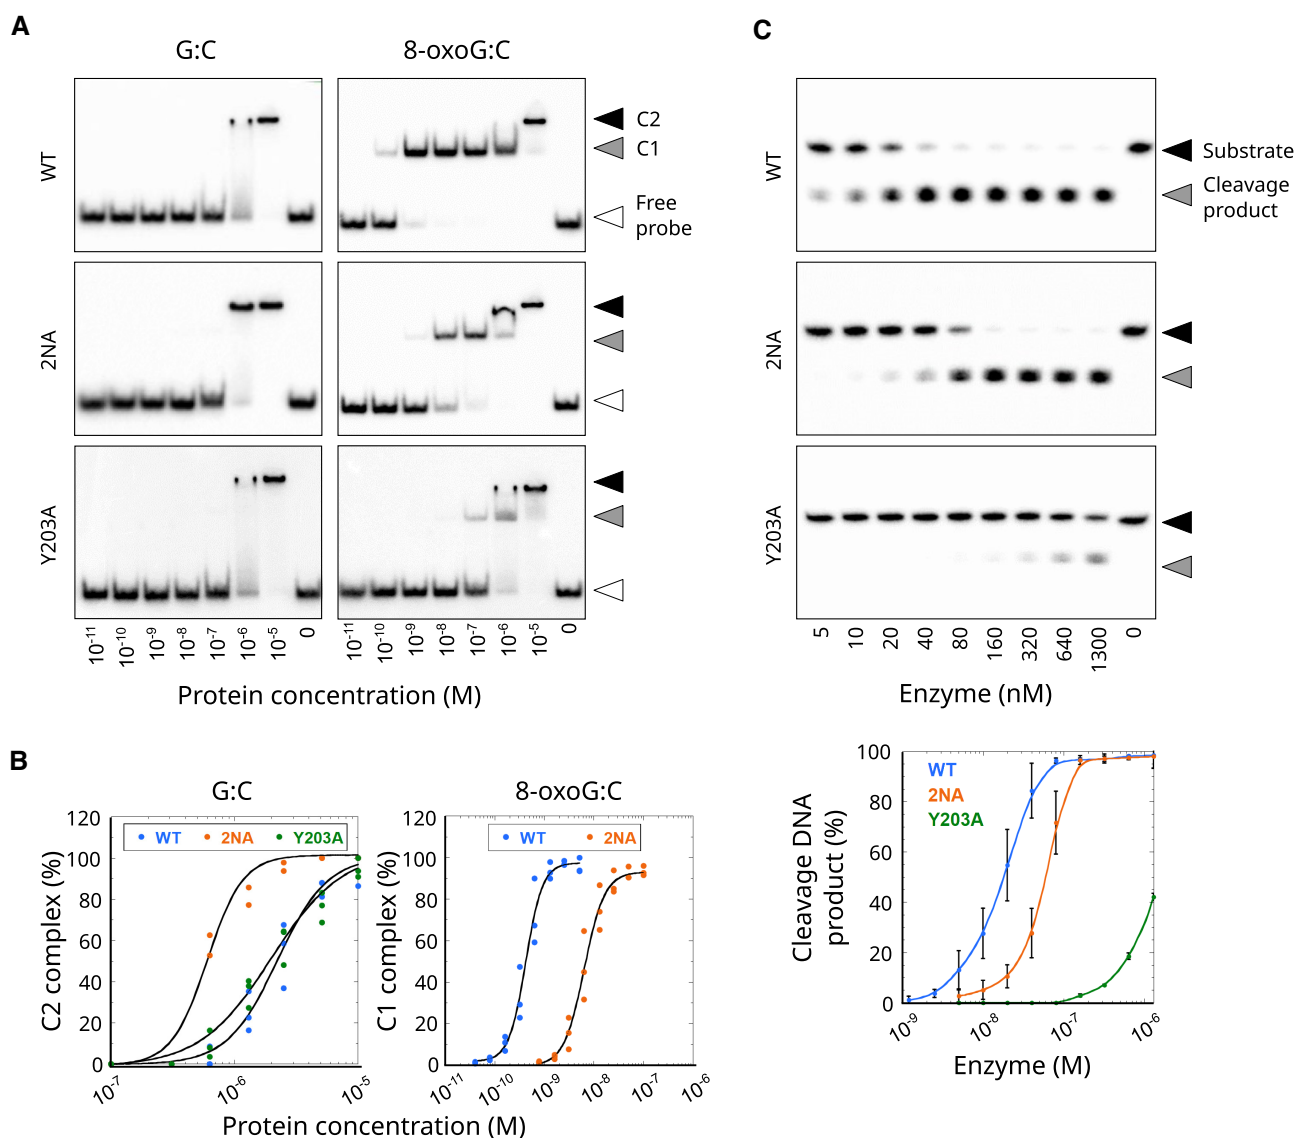 A
G:C
8-oxoG:C
WT
C2
C1
Free
probe
2NA
Y203A
10-11
10-10
10-9
10-8
10-7
10-6
10-5
0
10-11
10-10
10-9
10-8
10-7
10-6
10-5
0
Protein concentration (M)
B
G:C
C2 complex (%)
120
100
80
60
40
20
0
WT 2NA Y203A
10-7
10-6
10-5
8-oxoG:C
C1 complex (%)
120
100
80
60
40
20
0
WT 2NA
10-11
10-10
10-9
10-8
10-7
10-6
Protein concentration (M)
C
WT
Substrate
Cleavage
product
2NA
Y203A
5
10
20
40
80
160
320
640
1300
0
Enzyme (nM)
Cleavage DNA
product (%)
100
80
60
40
20
0
WT
2NA
Y203A
10-9
10-8
10-7
10-6
Enzyme (M)